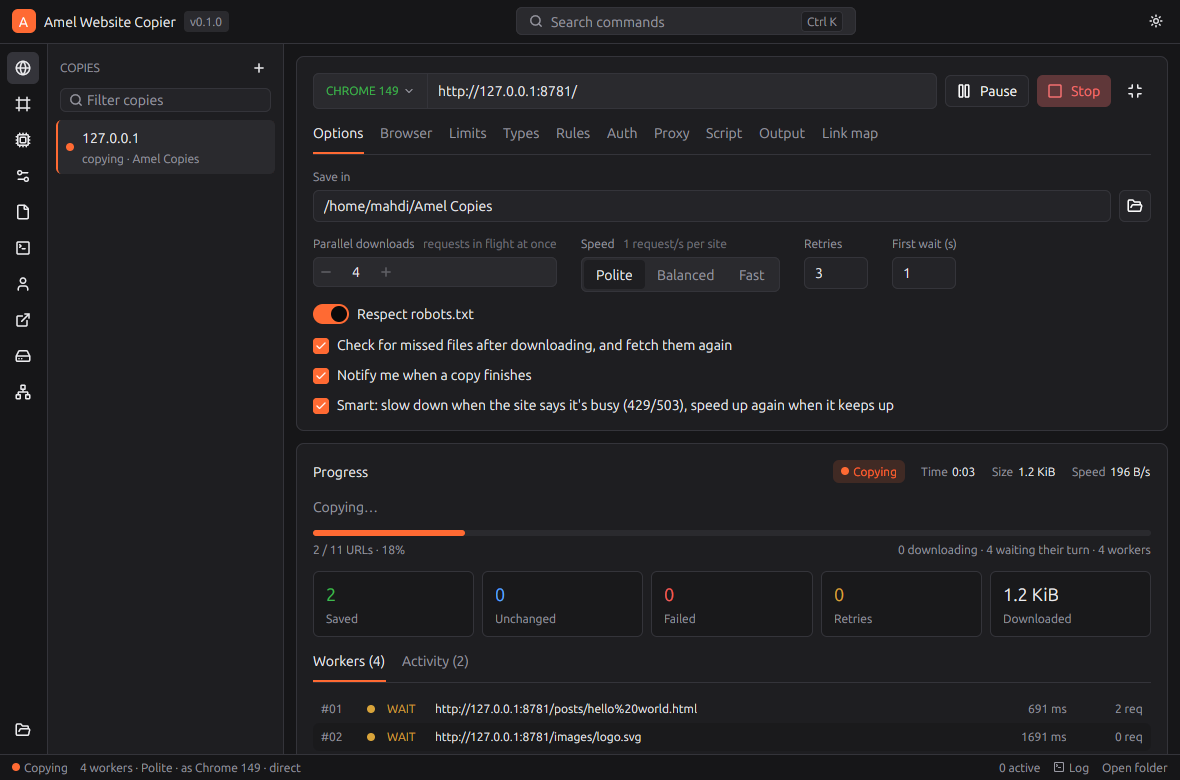 A Amel Website Copier v0.1.0 Search commands Ctrl K
COPIES
Filter copies
127.0.0.1
copying · Amel Copies
CHROME 149 http://127.0.0.1:8781/ Pause Stop
Options Browser Limits Types Rules Auth Proxy Script Output Link map
Save in
/home/mahdi/Amel Copies
Parallel downloads requests in flight at once Speed 1 request/s per site Retries First wait (s)
− 4 + Polite Balanced Fast 3 1
Respect robots.txt
Check for missed files after downloading, and fetch them again
Notify me when a copy finishes
Smart: slow down when the site says it's busy (429/503), speed up again when it keeps up
Progress Copying Time 0:03 Size 1.2 KiB Speed 196 B/s
Copying…
2 / 11 URLs · 18% 0 downloading · 4 waiting their turn · 4 workers
2 0 0 0 1.2 KiB
Saved Unchanged Failed Retries Downloaded
Workers (4) Activity (2)
#01 WAIT http://127.0.0.1:8781/posts/hello%20world.html 691 ms 2 req
#02 WAIT http://127.0.0.1:8781/images/logo.svg 1691 ms 0 req
Copying 4 workers · Polite · as Chrome 149 · direct 0 active Log Open folder